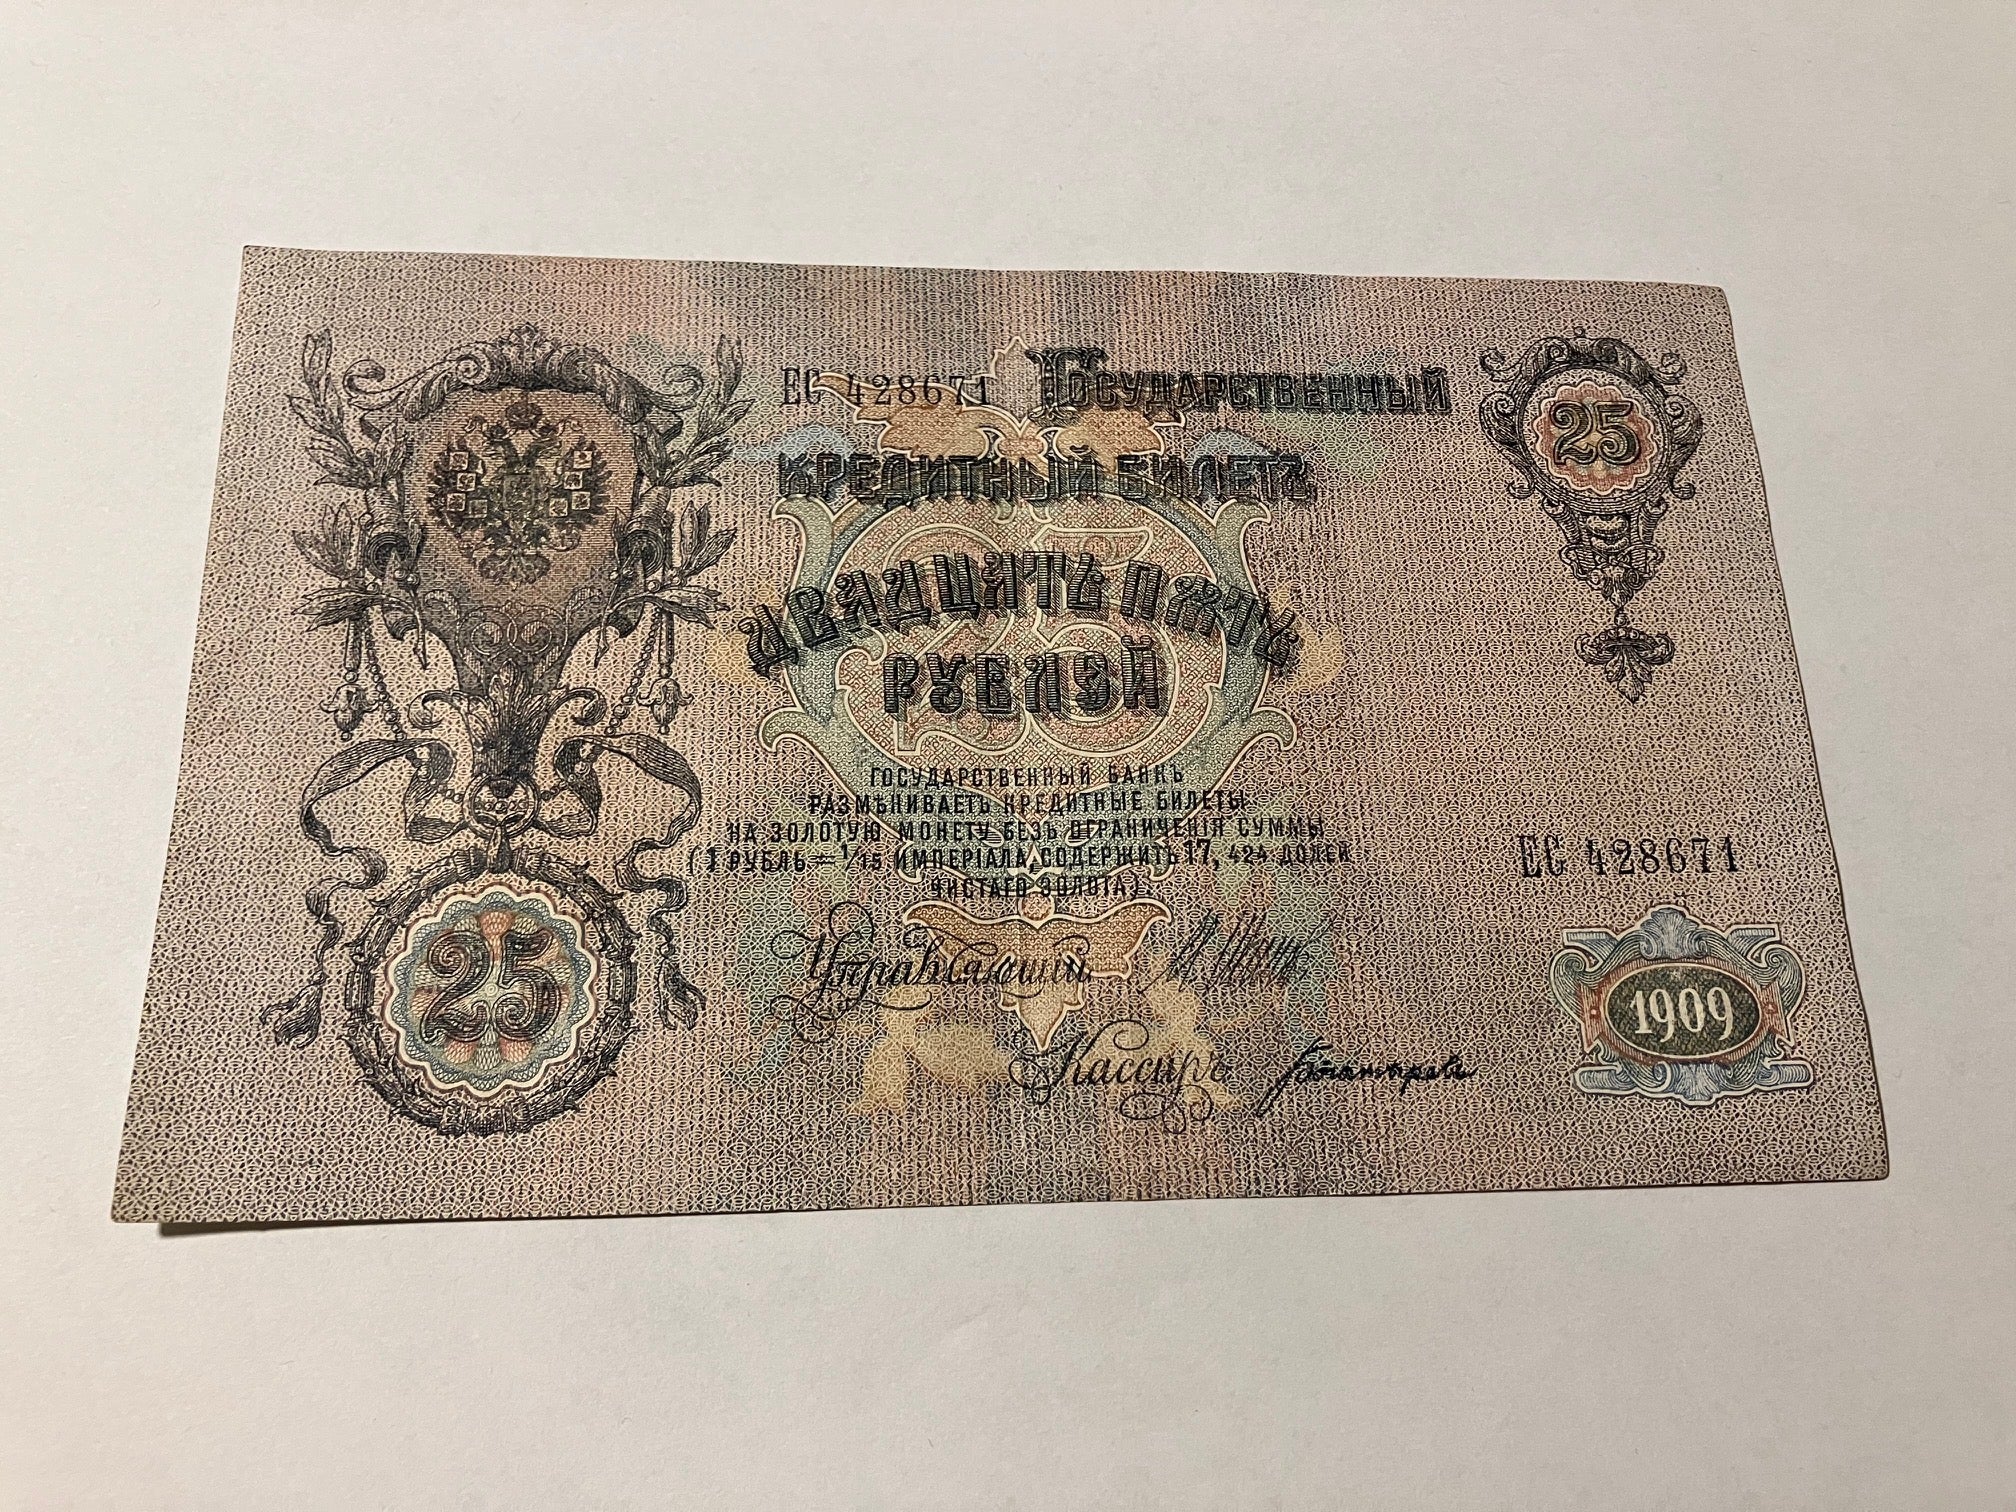 ЕС 428671 Государственный
25
Кредитный Билетъ
25
Двадцать пять
рублей
Государственный Банкъ
размѣниваетъ кредитные билеты
на золотую монету безъ ограниченія суммы
(1 рубль = 1/15 имперіала, содержитъ 17,424 долей
чистаго золота).
ЕС 428671
Управляющій
25
1909
Кассиръ